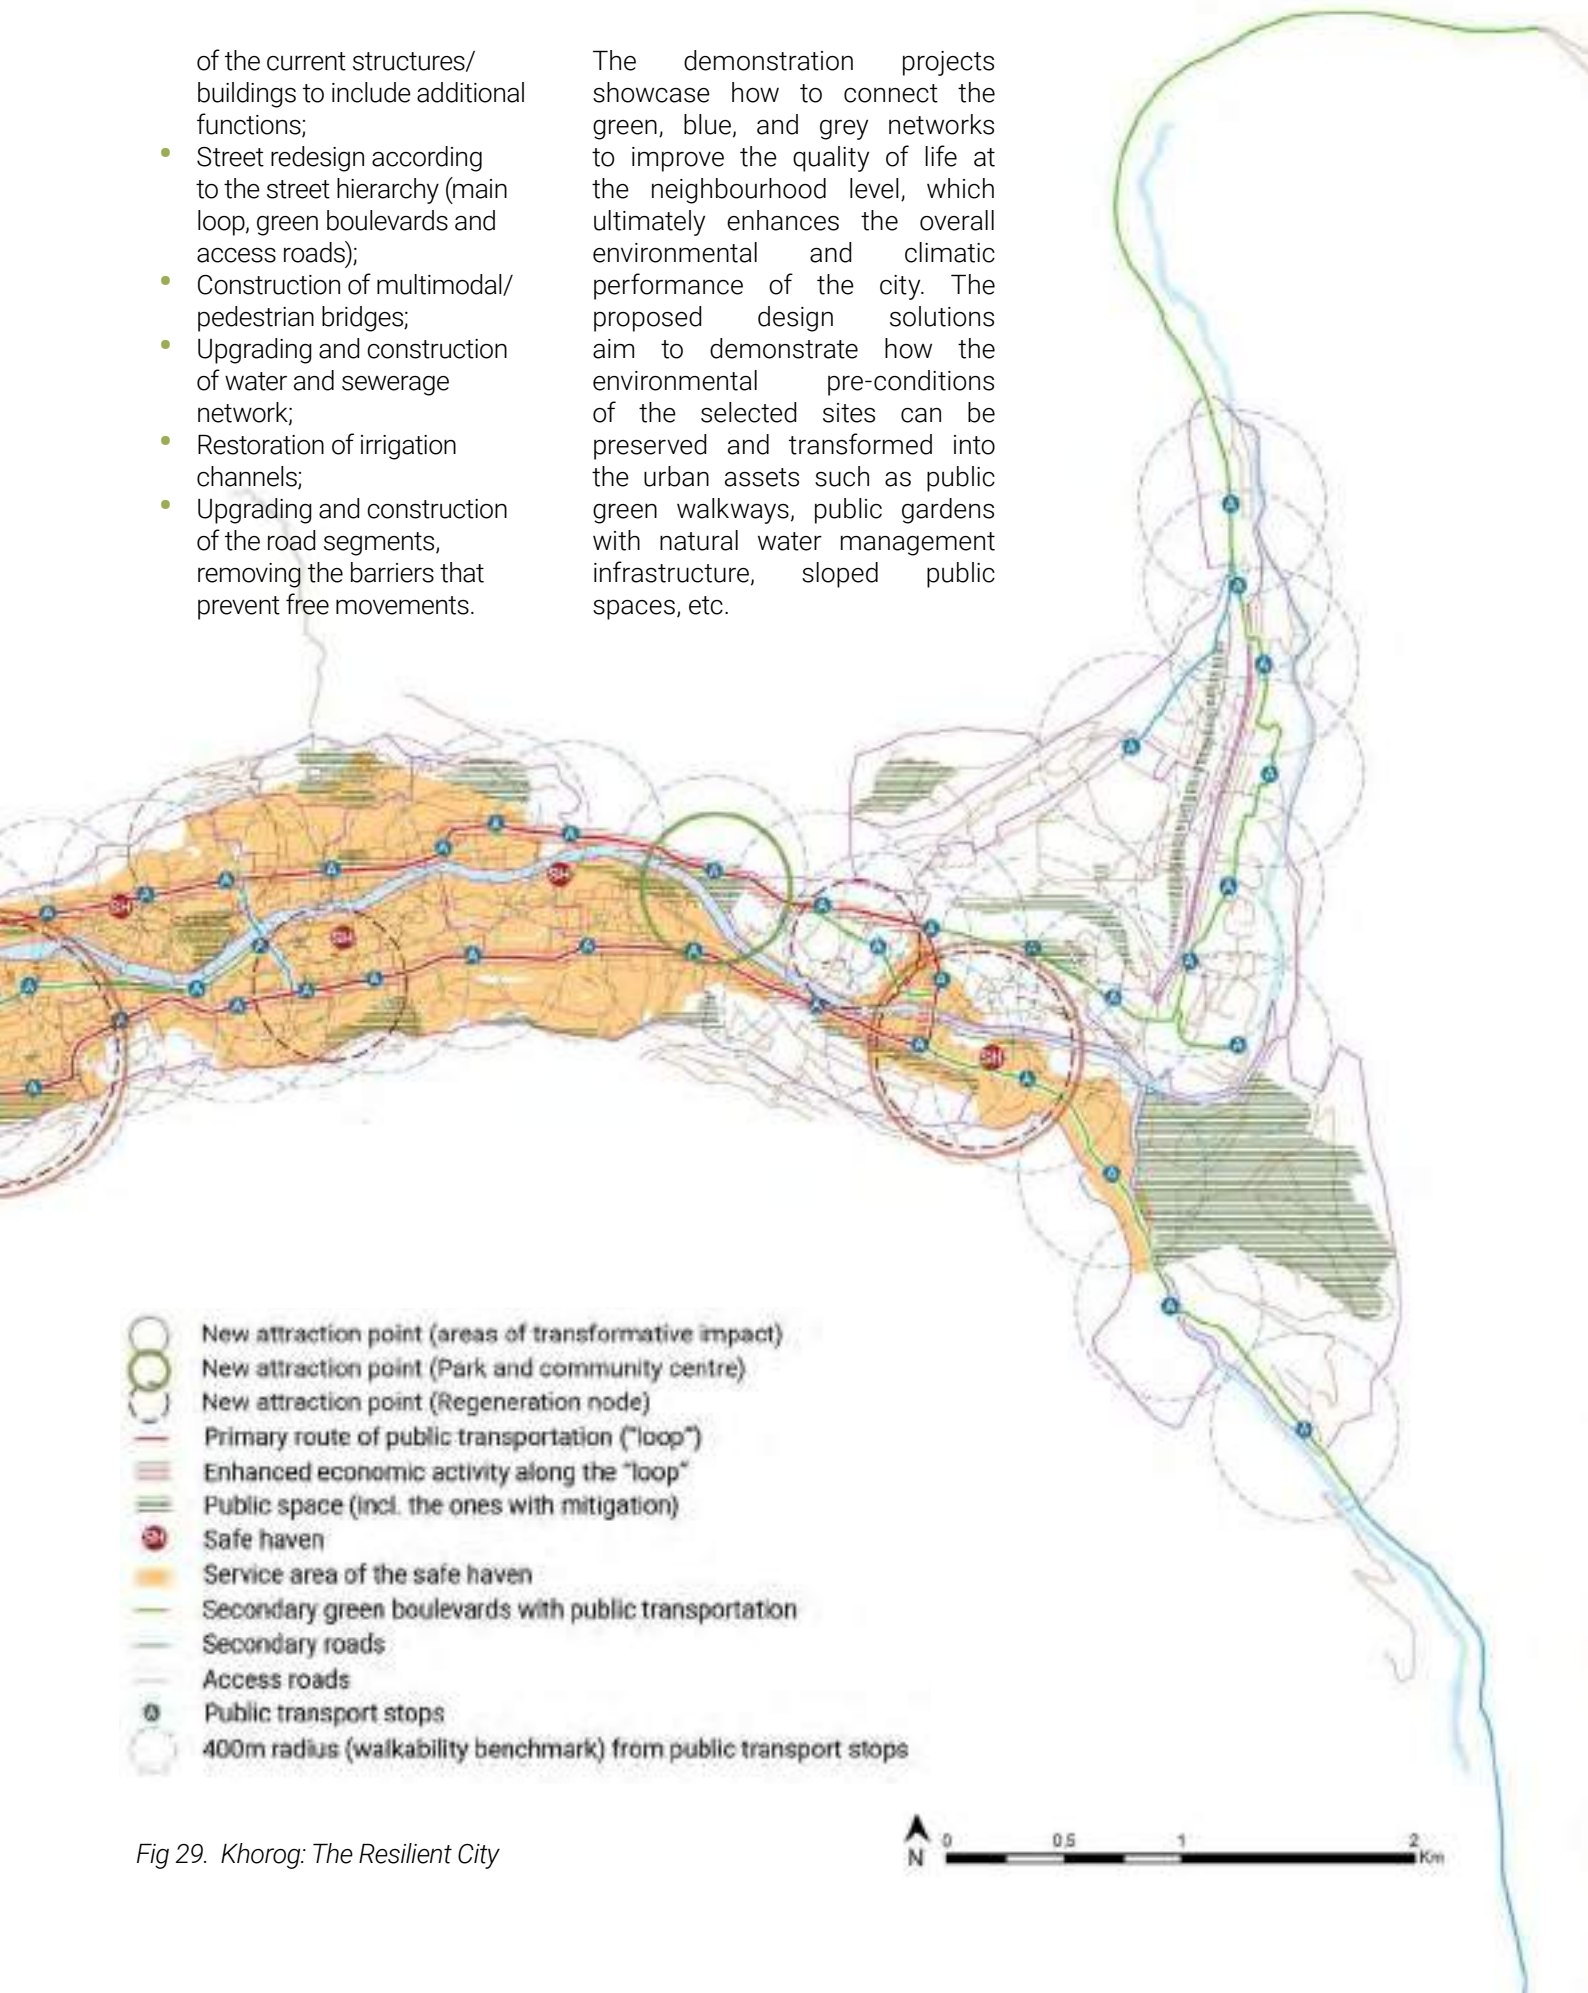 of the current structures/
buildings to include additional
functions;
• Street redesign according
to the street hierarchy (main
loop, green boulevards and
access roads);
• Construction of multimodal/
pedestrian bridges;
• Upgrading and construction
of water and sewerage
network;
• Restoration of irrigation
channels;
• Upgrading and construction
of the road segments,
removing the barriers that
prevent free movements.
The demonstration projects
showcase how to connect the
green, blue, and grey networks
to improve the quality of life at
the neighbourhood level, which
ultimately enhances the overall
environmental and climatic
performance of the city. The
proposed design solutions
aim to demonstrate how the
environmental pre-conditions
of the selected sites can be
preserved and transformed into
the urban assets such as public
green walkways, public gardens
with natural water management
infrastructure, sloped public
spaces, etc.
SH
SH
SH
SH
New attraction point (areas of transformative impact)
New attraction point (Park and community centre)
New attraction point (Regeneration node)
Primary route of public transportation ("loop")
Enhanced economic activity along the "loop"
Public space (incl. the ones with mitigation)
SH Safe haven
Service area of the safe haven
Secondary green boulevards with public transportation
Secondary roads
Access roads
Public transport stops
400m radius (walkability benchmark) from public transport stops
Fig 29. Khorog: The Resilient City
N
0 0.5 1 2
Km